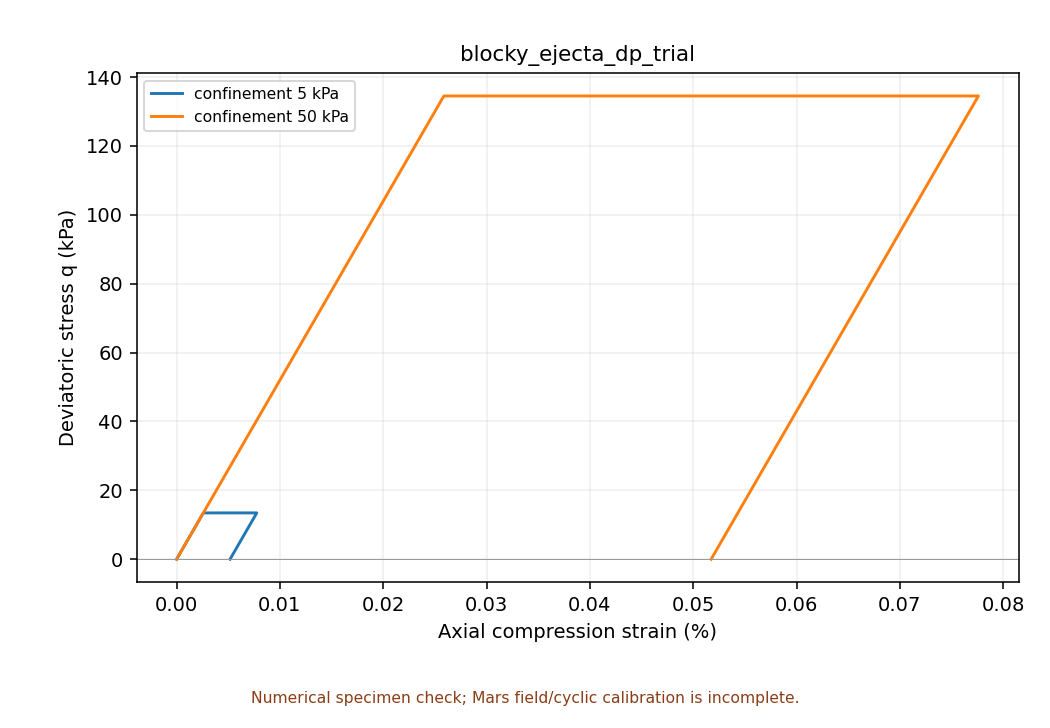 blocky_ejecta_dp_trial
confinement 5 kPa
confinement 50 kPa
Deviatoric stress q (kPa)
140
120
100
80
60
40
20
0
0.00 0.01 0.02 0.03 0.04 0.05 0.06 0.07 0.08
Axial compression strain (%)
Numerical specimen check; Mars field/cyclic calibration is incomplete.